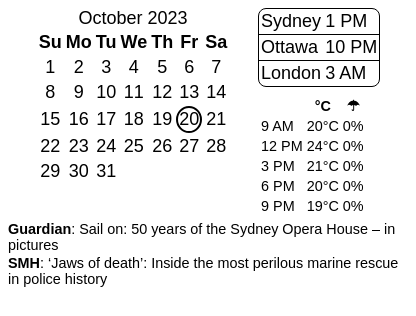 October 2023
Su Mo Tu We Th Fr Sa
1 2 3 4 5 6 7
8 9 10 11 12 13 14
15 16 17 18 19 20 21
22 23 24 25 26 27 28
29 30 31
Sydney 1 PM
Ottawa 10 PM
London 3 AM
°C ☂
9 AM 20°C 0%
12 PM 24°C 0%
3 PM 21°C 0%
6 PM 20°C 0%
9 PM 19°C 0%
Guardian: Sail on: 50 years of the Sydney Opera House – in
pictures
SMH: ‘Jaws of death’: Inside the most perilous marine rescue
in police history